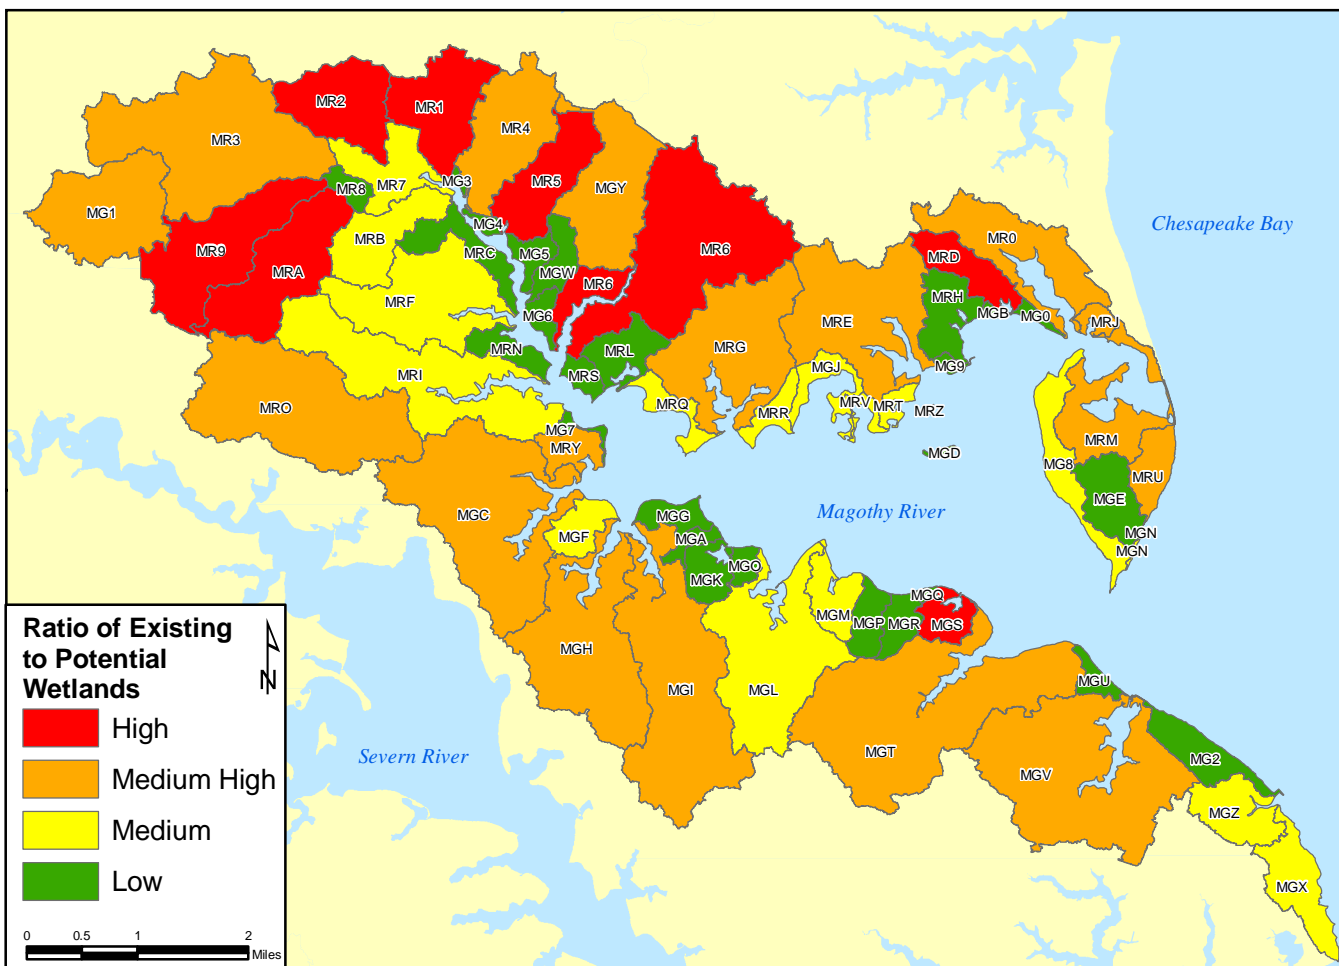 MR2
MR1
MR4
MR3
MR5
MGY
MR7
MG3
MR8
MG1
MG4
Chesapeake Bay
MR0
MRB
MRC
MG5
MR6
MR9
MRD
MRA
MGW
MR6
MRF
MRH
MGB
MG0
MG6
MRE
MRJ
MRG
MRN
MRL
MRI
MRS
MGJ
MG9
MRO
MRQ
MRR
MRV
MRT
MRZ
MG7
MRY
MGD
MRM
MG8
MRU
MGE
MGC
MGG
Magothy River
MGF
MGA
MGN
MGN
MGK
MGO
MGQ
MGM
MGP
MGR
MGS
MGH
MGI
MGL
MGU
Severn River
MGT
MGV
MG2
MGZ
MGX
Ratio of Existing
to Potential
Wetlands
N
High
Medium High
Medium
Low
0 0.5 1 2
Miles